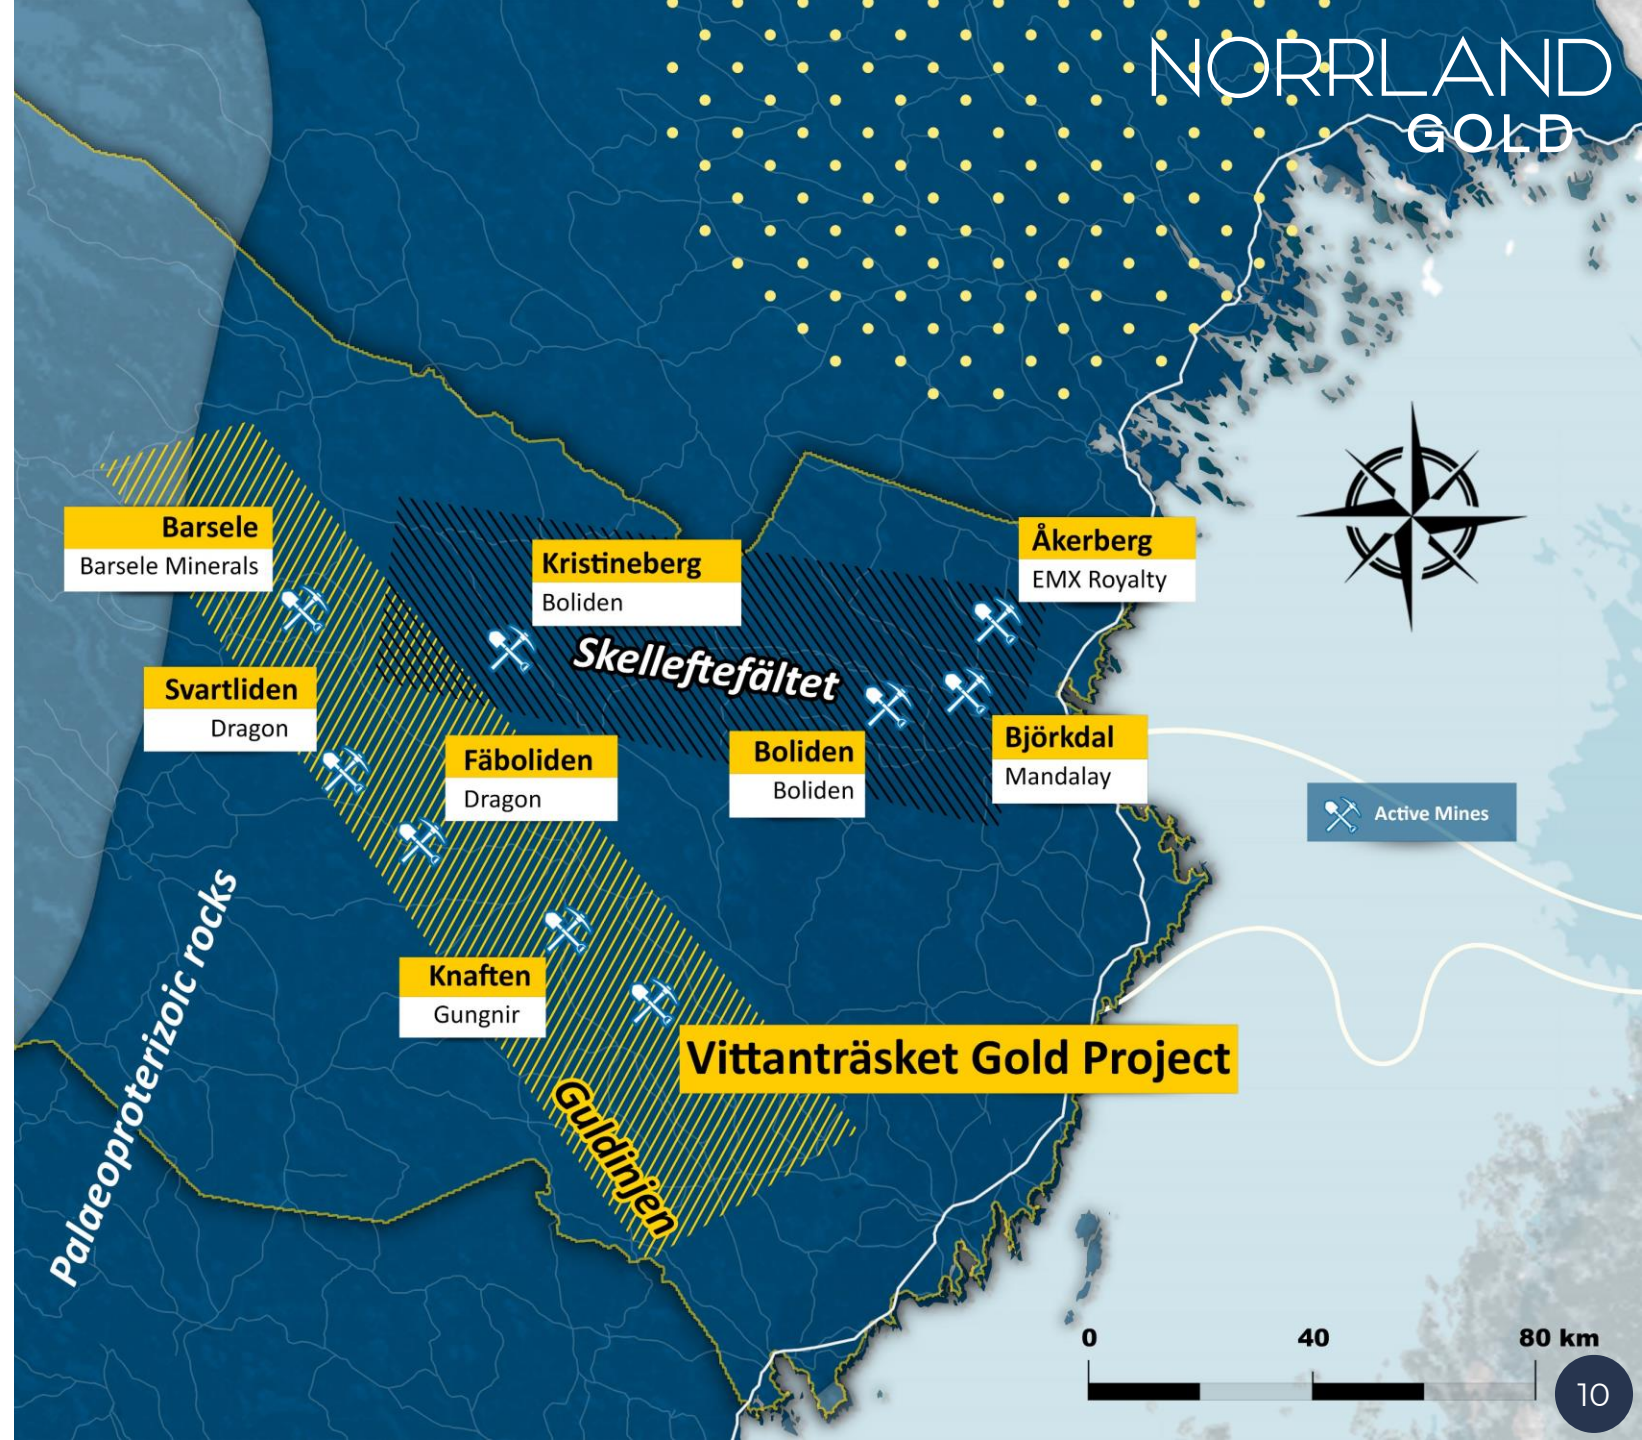 NORRLAND
GOLD
Barsele
Barsele Minerals
Kristineberg
Boliden
Åkerberg
EMX Royalty
Skelleftefältet
Svartliden
Dragon
Fäboliden
Dragon
Boliden
Boliden
Björkdal
Mandalay
Active Mines
Palaeoproterizoic rocks
Knaften
Gungnir
Vittanträsket Gold Project
Guldinjen
0 40 80 km
10